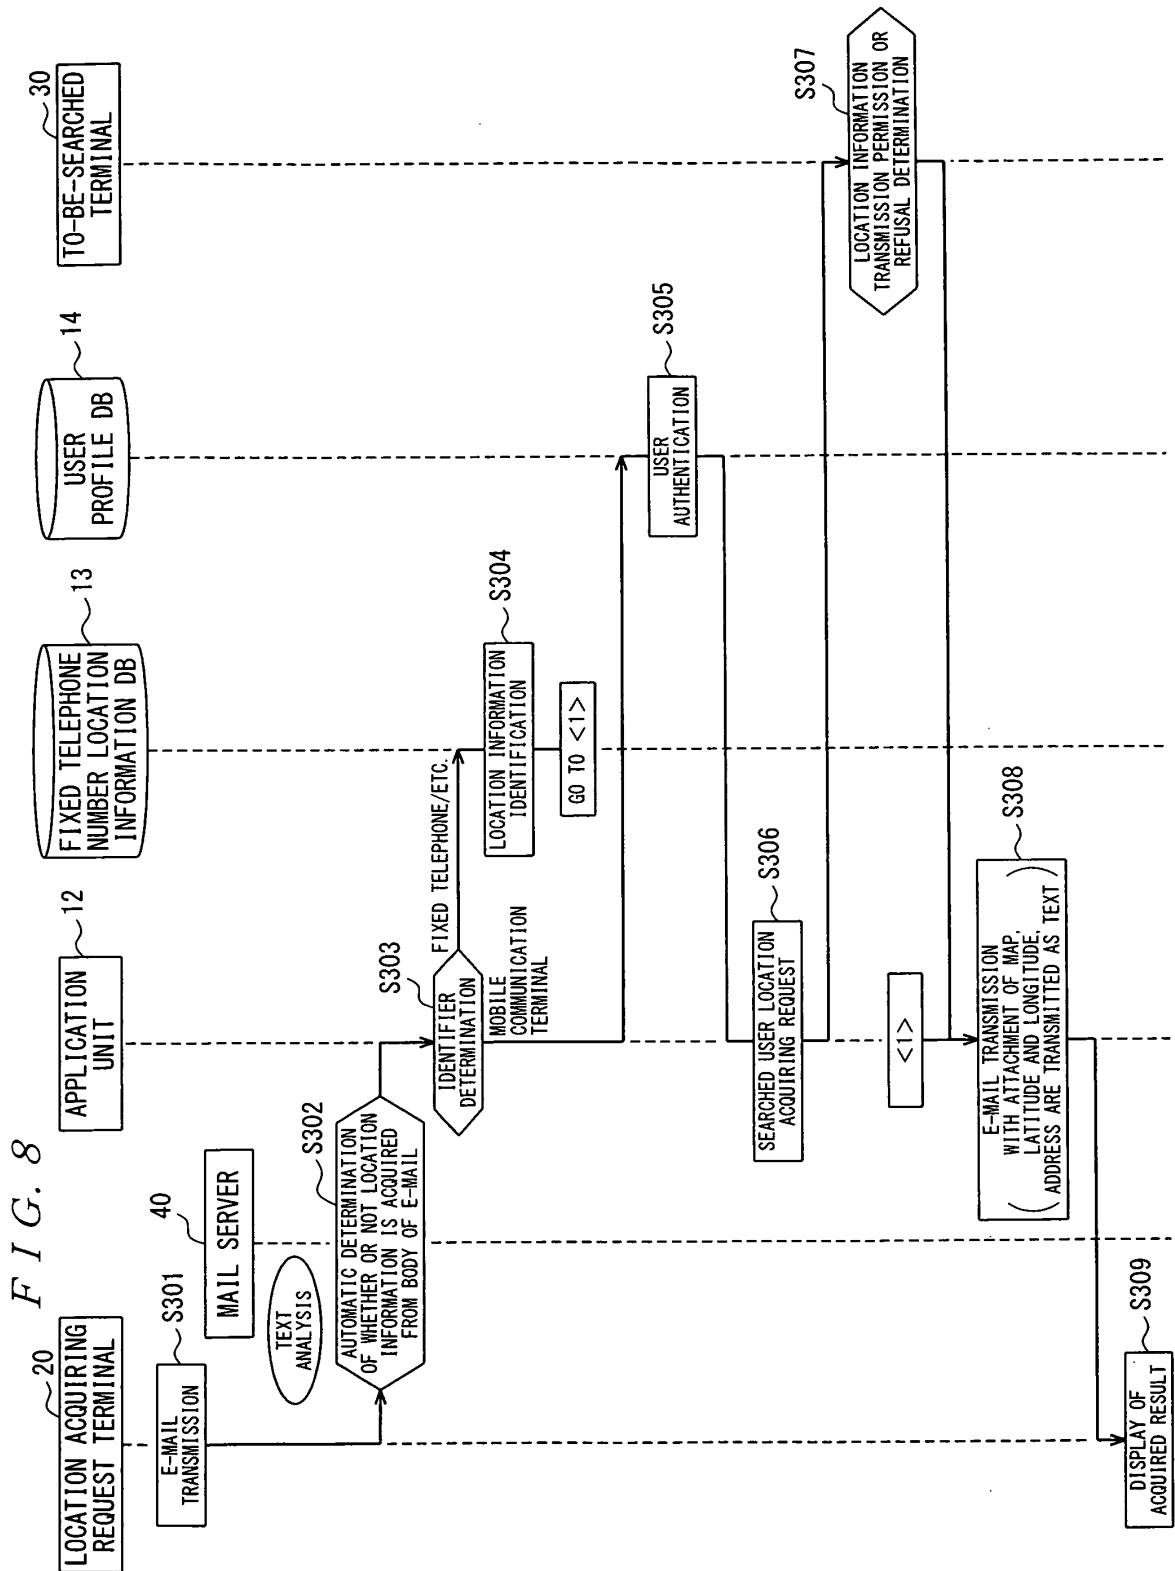 FIG. 8
20
LOCATION ACQUIRING
REQUEST TERMINAL
40
MAIL SERVER
12
APPLICATION
UNIT
13
FIXED TELEPHONE
NUMBER LOCATION
INFORMATION DB
14
USER
PROFILE DB
30
TO-BE-SEARCHED
TERMINAL
S301
E-MAIL
TRANSMISSION
TEXT
ANALYSIS
S302
AUTOMATIC DETERMINATION
OF WHETHER OR NOT LOCATION
INFORMATION IS ACQUIRED
FROM BODY OF E-MAIL
S303
IDENTIFIER
DETERMINATION
FIXED TELEPHONE/ETC.
MOBILE
COMMUNICATION
TERMINAL
S304
LOCATION INFORMATION
IDENTIFICATION
GO TO <1>
S305
USER
AUTHENTICATION
S306
SEARCHED USER LOCATION
ACQUIRING REQUEST
S307
LOCATION INFORMATION
TRANSMISSION PERMISSION OR
REFUSAL DETERMINATION
<1>
S308
E-MAIL TRANSMISSION
(WITH ATTACHMENT OF MAP,
LATITUDE AND LONGITUDE,
ADDRESS ARE TRANSMITTED AS TEXT)
S309
DISPLAY OF
ACQUIRED RESULT